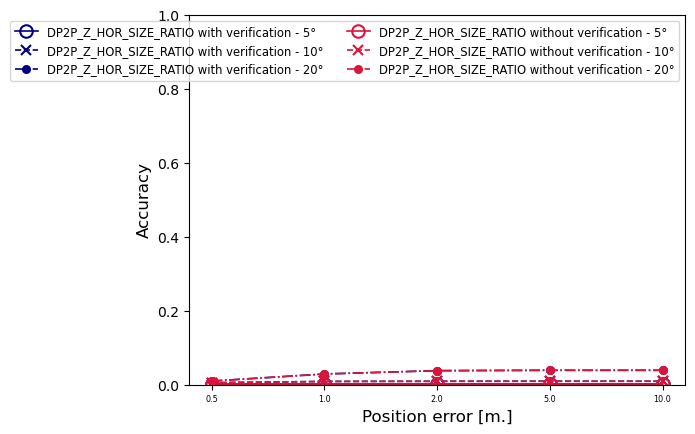 DP2P_Z_HOR_SIZE_RATIO with verification - 5°
DP2P_Z_HOR_SIZE_RATIO with verification - 10°
DP2P_Z_HOR_SIZE_RATIO with verification - 20°
DP2P_Z_HOR_SIZE_RATIO without verification - 5°
DP2P_Z_HOR_SIZE_RATIO without verification - 10°
DP2P_Z_HOR_SIZE_RATIO without verification - 20°
Accuracy
1.0
0.8
0.6
0.4
0.2
0.0
0.5 1.0 2.0 5.0 10.0
Position error [m.]